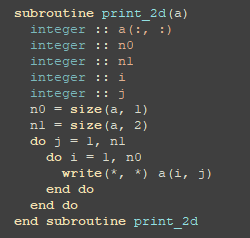 subroutine print_2d(a)
  integer :: a(:, :)
  integer :: n0
  integer :: n1
  integer :: i
  integer :: j
  n0 = size(a, 1)
  n1 = size(a, 2)
  do j = 1, n1
    do i = 1, n0
      write(*, *) a(i, j)
    end do
  end do
end subroutine print_2d